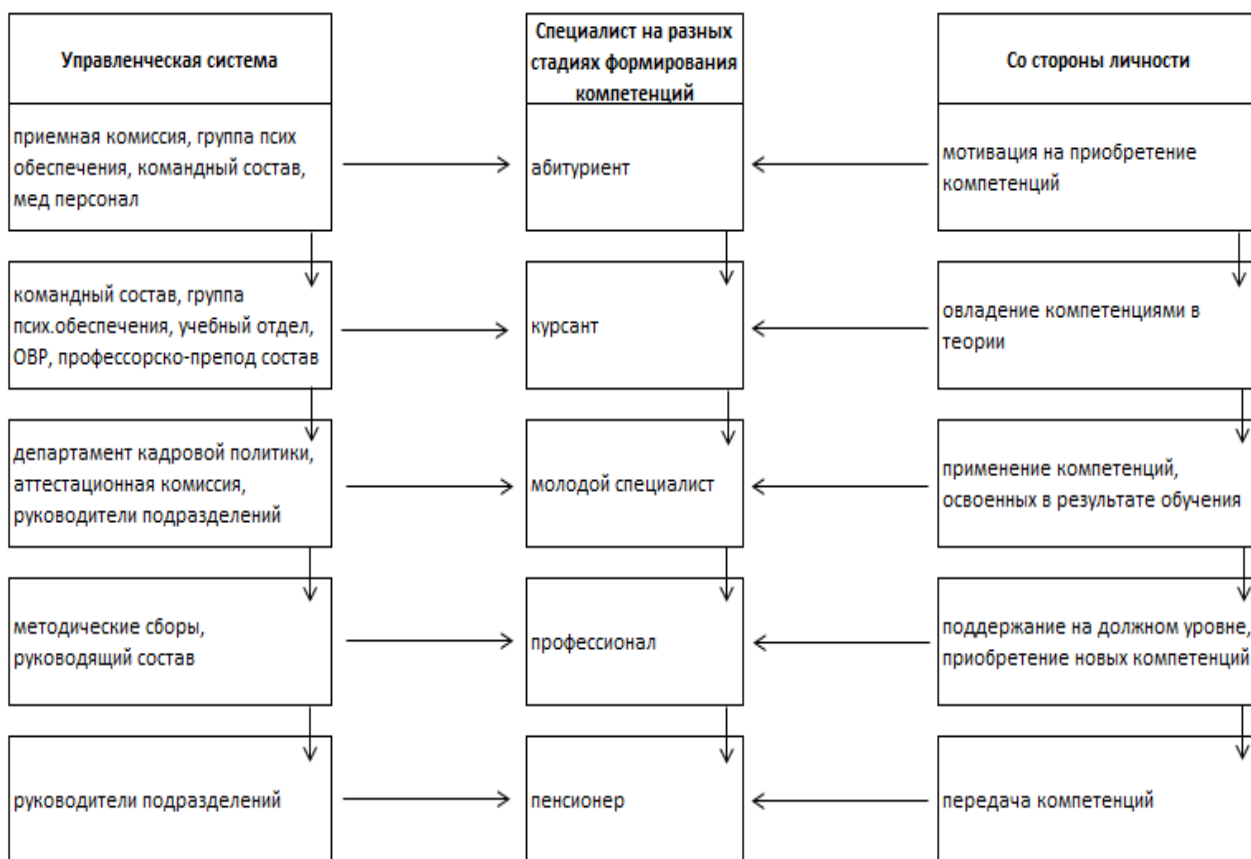 Управленческая система
Специалист на разных
стадиях формирования
компетенций
Со стороны личности
приемная комиссия, группа псих
обеспечения, командный состав,
мед персонал
абитуриент
мотивация на приобретение
компетенций
командный состав, группа
псих.обеспечения, учебный отдел,
ОВР, профессорско-препод состав
курсант
овладение компетенциями в
теории
департамент кадровой политики,
аттестационная комиссия,
руководители подразделений
молодой специалист
применение компетенций,
освоенных в результате обучения
методические сборы,
руководящий состав
профессионал
поддержание на должном уровне,
приобретение новых компетенций
руководители подразделений
пенсионер
передача компетенций